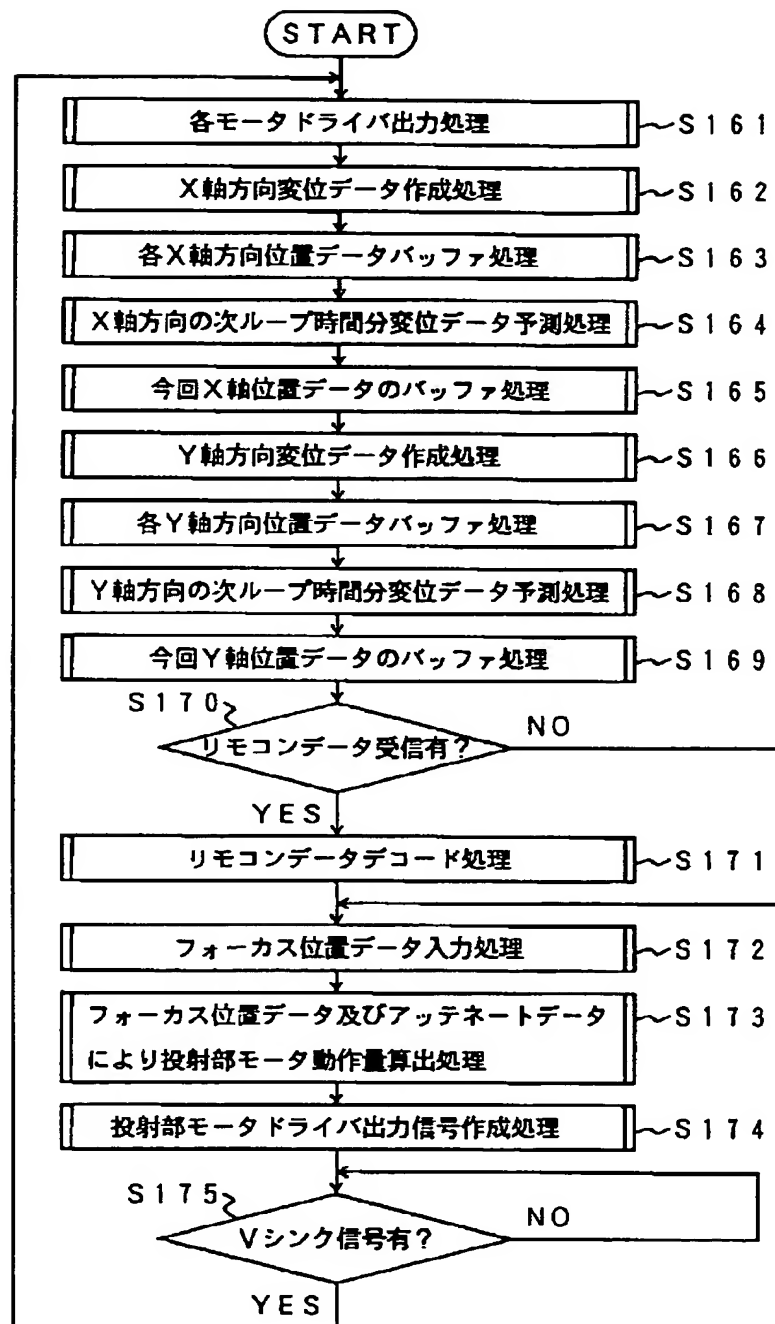 START
各モータドライバ出力処理
S161
X軸方向変位データ作成処理
S162
各X軸方向位置データバッファ処理
S163
X軸方向の次ループ時間分変位データ予測処理
S164
今回X軸位置データのバッファ処理
S165
Y軸方向変位データ作成処理
S166
各Y軸方向位置データバッファ処理
S167
Y軸方向の次ループ時間分変位データ予測処理
S168
今回Y軸位置データのバッファ処理
S169
S170
リモコンデータ受信有?
NO
YES
リモコンデータデコード処理
S171
フォーカス位置データ入力処理
S172
フォーカス位置データ及びアッテネートデータ
により投射部モータ動作量算出処理
S173
投射部モータドライバ出力信号作成処理
S174
S175
Vシンク信号有?
NO
YES